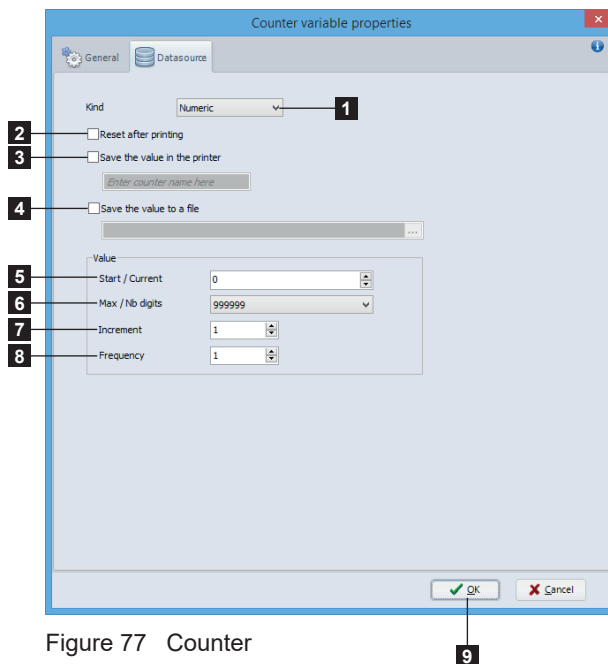 Counter variable properties
General Datasource
Kind Numeric 1
2 Reset after printing
3 Save the value in the printer
Enter counter name here
4 Save the value to a file
...
Value
5 Start / Current 0
6 Max / Nb digits 999999
7 Increment 1
8 Frequency 1
OK Cancel
Figure 77 Counter
9